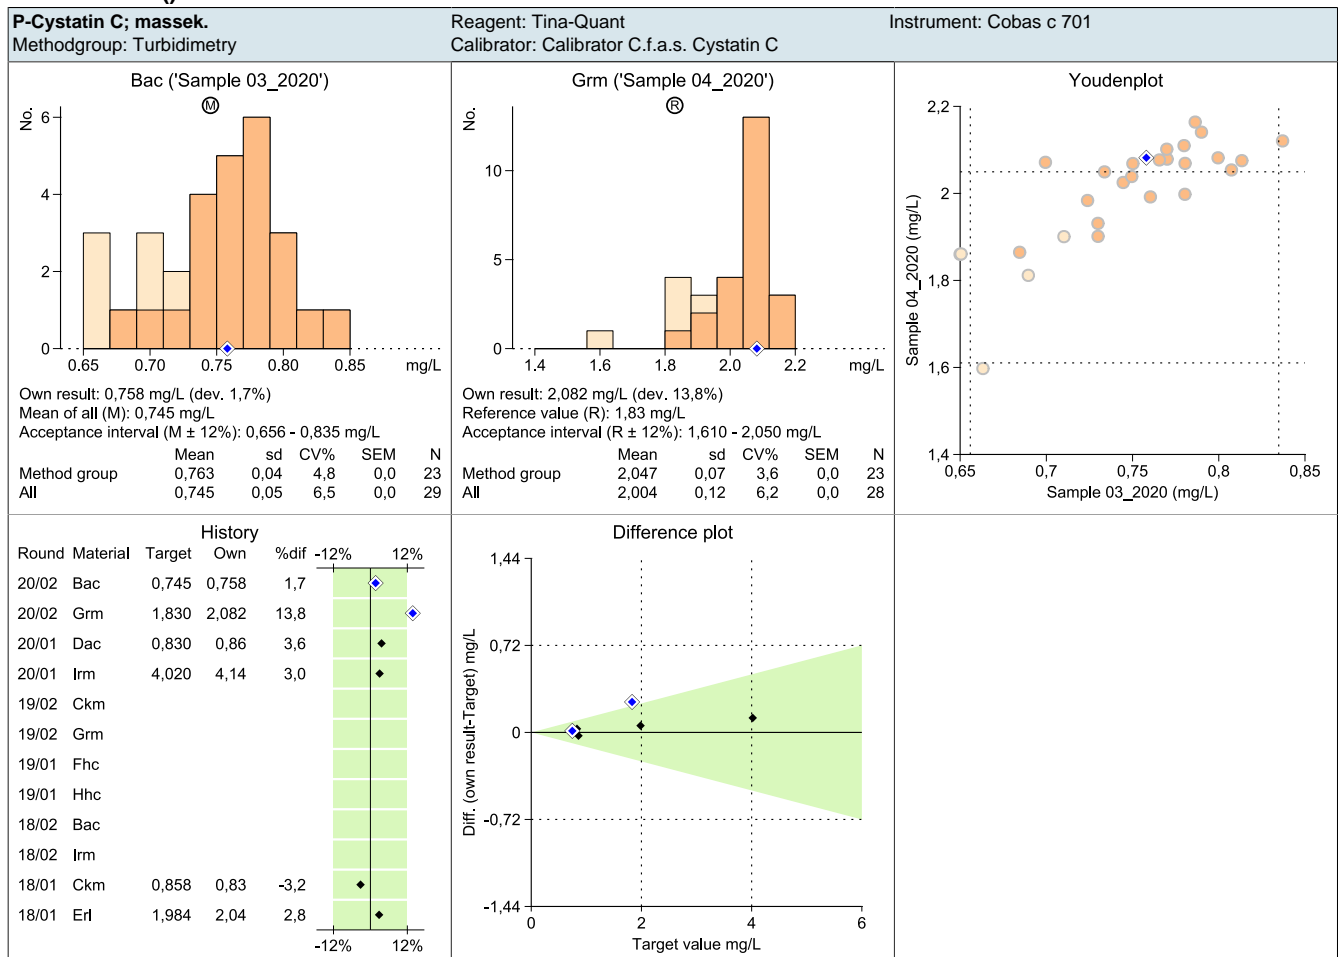 P-Cystatin C; massek.
Methodgroup: Turbidimetry
Reagent: Tina-Quant
Calibrator: Calibrator C.f.a.s. Cystatin C
Instrument: Cobas c 701
Bac ('Sample 03_2020')
M
No.
6
4
2
0
0.65 0.70 0.75 0.80 0.85 mg/L
Own result: 0,758 mg/L (dev. 1,7%)
Mean of all (M): 0,745 mg/L
Acceptance interval (M ± 12%): 0,656 - 0,835 mg/L
Mean sd CV% SEM N
Method group 0,763 0,04 4,8 0,0 23
All 0,745 0,05 6,5 0,0 29
Grm ('Sample 04_2020')
R
No.
10
5
0
1.4 1.6 1.8 2.0 2.2 mg/L
Own result: 2,082 mg/L (dev. 13,8%)
Reference value (R): 1,83 mg/L
Acceptance interval (R ± 12%): 1,610 - 2,050 mg/L
Mean sd CV% SEM N
Method group 2,047 0,07 3,6 0,0 23
All 2,004 0,12 6,2 0,0 28
Youdenplot
Sample 04_2020 (mg/L)
2,2
2
1,8
1,6
1,4
0,65 0,7 0,75 0,8 0,85
Sample 03_2020 (mg/L)
History
Round Material Target Own %dif -12% 12%
20/02 Bac 0,745 0,758 1,7
20/02 Grm 1,830 2,082 13,8
20/01 Dac 0,830 0,86 3,6
20/01 Irm 4,020 4,14 3,0
19/02 Ckm
19/02 Grm
19/01 Fhc
19/01 Hhc
18/02 Bac
18/02 Irm
18/01 Ckm 0,858 0,83 -3,2
18/01 Erl 1,984 2,04 2,8
-12% 12%
Difference plot
Diff. (own result-Target) mg/L
1,44
0,72
0
-0,72
-1,44
0 2 4 6
Target value mg/L